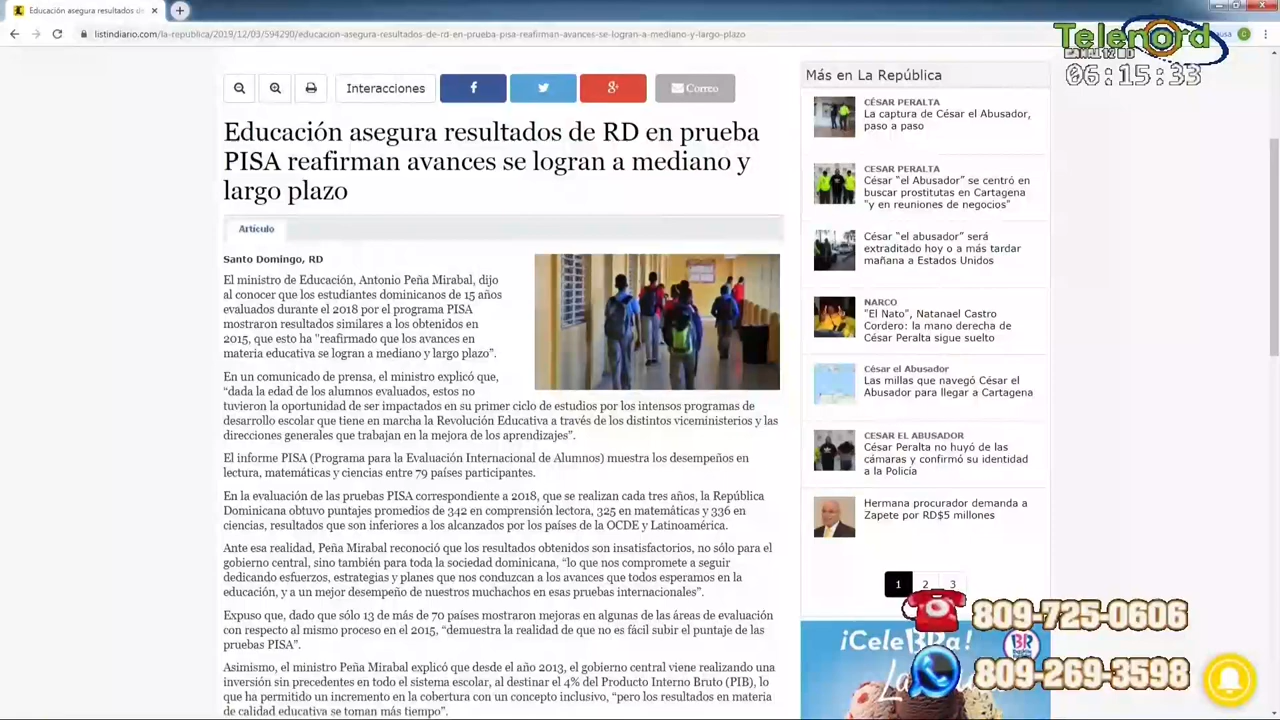 Educación asegura resultados de
listindiario.com/la-republica/2019/12/03/594290/educacion-asegura-resultados-de-rd-en-prueba-pisa-reafirman-avances-se-logran-a-mediano-y-largo-plazo
Telenord
CANAL 12
06:15:33
Interacciones
Correo
Educación asegura resultados de RD en prueba
PISA reafirman avances se logran a mediano y
largo plazo
Artículo
Santo Domingo, RD
El ministro de Educación, Antonio Peña Mirabal, dijo
al conocer que los estudiantes dominicanos de 15 años
evaluados durante el 2018 por el programa PISA
mostraron resultados similares a los obtenidos en
2015, que esto ha "reafirmado que los avances en
materia educativa se logran a mediano y largo plazo”.
En un comunicado de prensa, el ministro explicó que,
“dada la edad de los alumnos evaluados, estos no
tuvieron la oportunidad de ser impactados en su primer ciclo de estudios por los intensos programas de
desarrollo escolar que tiene en marcha la Revolución Educativa a través de los distintos viceministerios y las
direcciones generales que trabajan en la mejora de los aprendizajes”.
El informe PISA (Programa para la Evaluación Internacional de Alumnos) muestra los desempeños en
lectura, matemáticas y ciencias entre 79 países participantes.
En la evaluación de las pruebas PISA correspondiente a 2018, que se realizan cada tres años, la República
Dominicana obtuvo puntajes promedios de 342 en comprensión lectora, 325 en matemáticas y 336 en
ciencias, resultados que son inferiores a los alcanzados por los países de la OCDE y Latinoamérica.
Ante esa realidad, Peña Mirabal reconoció que los resultados obtenidos son insatisfactorios, no sólo para el
gobierno central, sino también para toda la sociedad dominicana, “lo que nos compromete a seguir
dedicando esfuerzos, estrategias y planes que nos conduzcan a los avances que todos esperamos en la
educación, y a un mejor desempeño de nuestros muchachos en esas pruebas internacionales”.
Expuso que, dado que sólo 13 de más de 70 países mostraron mejoras en algunas de las áreas de evaluación
con respecto al mismo proceso en el 2015, “demuestra la realidad de que no es fácil subir el puntaje de las
pruebas PISA”.
Asimismo, el ministro Peña Mirabal explicó que desde el año 2013, el gobierno central viene realizando una
inversión sin precedentes en todo el sistema escolar, al destinar el 4% del Producto Interno Bruto (PIB), lo
que ha permitido un incremento en la cobertura con un concepto inclusivo, “pero los resultados en materia
de calidad educativa se toman más tiempo”.
Más en La República
CÉSAR PERALTA
La captura de César el Abusador,
paso a paso
CESAR PERALTA
César “el Abusador” se centró en
buscar prostitutas en Cartagena
“y en reuniones de negocios”
César “el abusador” será
extraditado hoy o a más tardar
mañana a Estados Unidos
NARCO
"El Nato", Natanael Castro
Cordero: la mano derecha de
César Peralta sigue suelto
César el Abusador
Las millas que navegó César el
Abusador para llegar a Cartagena
CESAR EL ABUSADOR
César Peralta no huyó de las
cámaras y confirmó su identidad
a la Policía
Hermana procurador demanda a
Zapete por RD$5 millones
1 2 3
809-725-0606
¡CeleBRa!
BR
809-269-3598